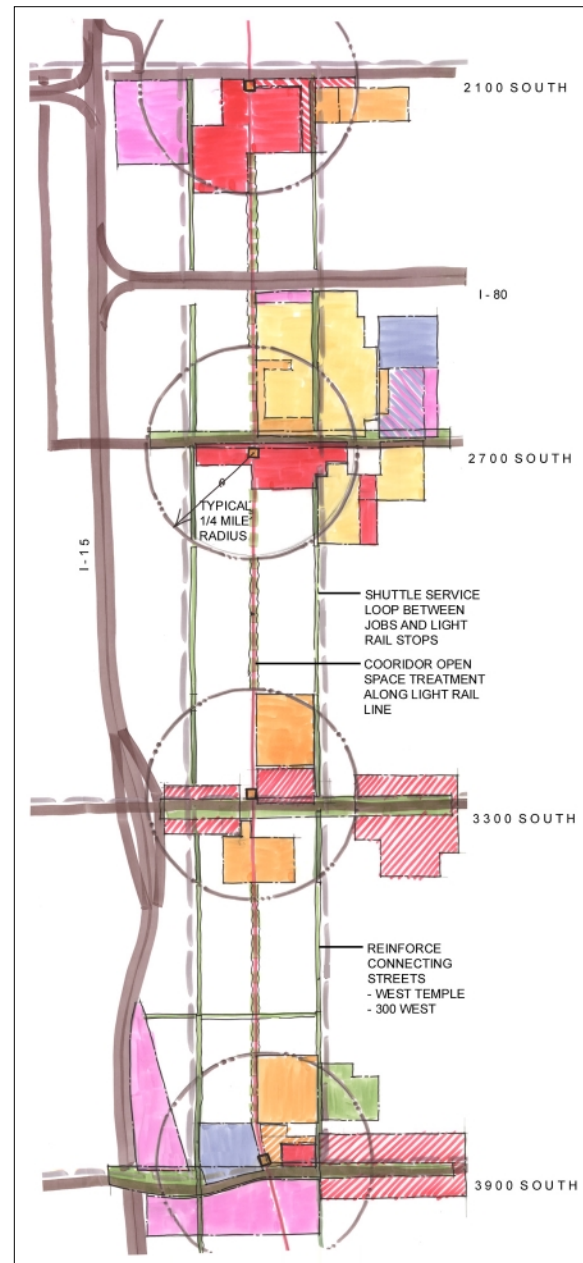 2100 SOUTH
I-80
2700 SOUTH
TYPICAL
1/4 MILE
RADIUS
I-15
SHUTTLE SERVICE
LOOP BETWEEN
JOBS AND LIGHT
RAIL STOPS
COORIDOR OPEN
SPACE TREATMENT
ALONG LIGHT RAIL
LINE
3300 SOUTH
REINFORCE
CONNECTING
STREETS
- WEST TEMPLE
- 300 WEST
3900 SOUTH